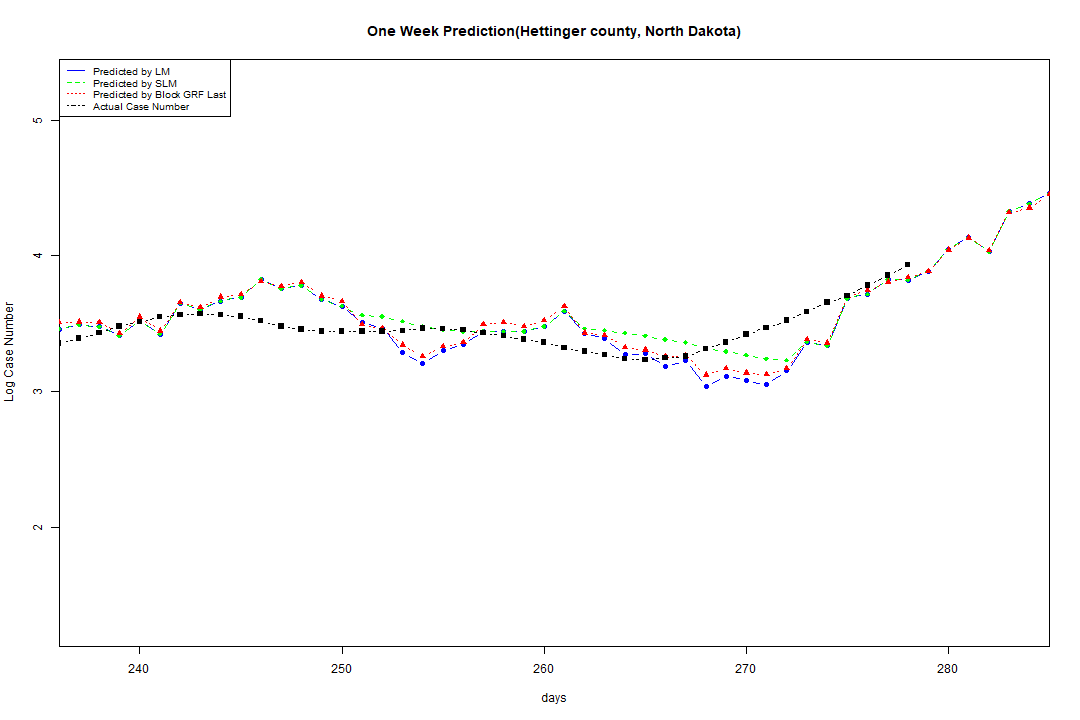 One Week Prediction(Hettinger county, North Dakota)
Predicted by LM
Predicted by SLM
Predicted by Block GRF Last
Actual Case Number
5
4
3
2
Log Case Number
240 250 260 270 280
days